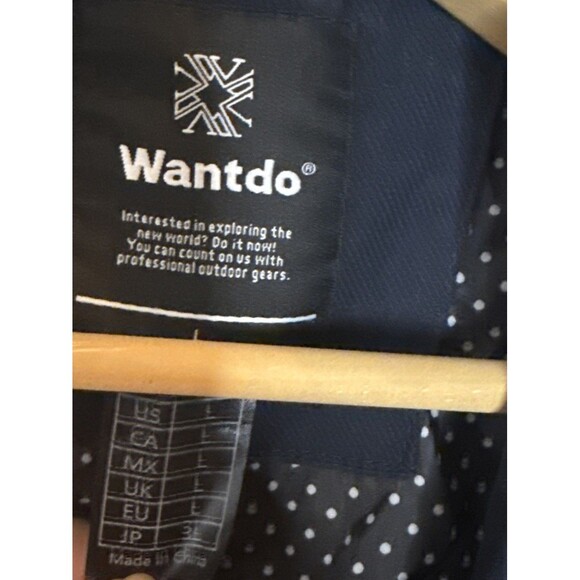 Wantdo®
Interested in exploring the
new world? Do it now!
You can count on us with
professional outdoor gears.
US L
CA L
MX L
UK L
EU L
JP 3L
Made in China